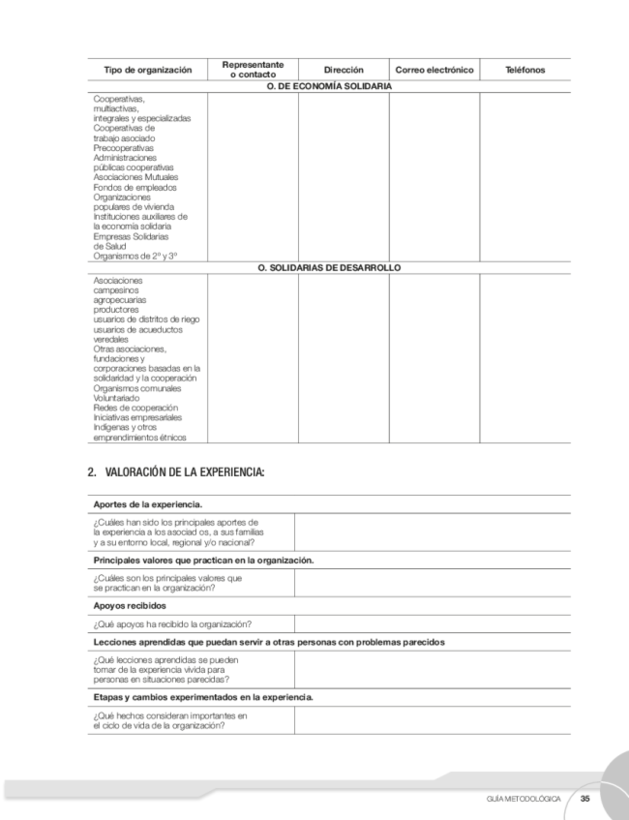 Tipo de organización
Representante
o contacto
Dirección
Correo electrónico
Teléfonos
O. DE ECONOMÍA SOLIDARIA
Cooperativas,
multiactivas,
integrales y especializadas
Cooperativas de
trabajo asociado
Precooperativas
Administraciones
públicas cooperativas
Asociaciones Mutuales
Fondos de empleados
Organizaciones
populares de vivienda
Instituciones auxiliares de
la economía solidaria
Empresas Solidarias
de Salud
Organismos de 2º y 3º
O. SOLIDARIAS DE DESARROLLO
Asociaciones
campesinos
agropecuarias
productores
usuarios de distritos de riego
usuarios de acueductos
veredales
Otras asociaciones,
fundaciones y
corporaciones basadas en la
solidaridad y la cooperación
Organismos comunales
Voluntariado
Redes de cooperación
Iniciativas empresariales
Indígenas y otros
emprendimientos étnicos
2. VALORACIÓN DE LA EXPERIENCIA:
Aportes de la experiencia.
¿Cuáles han sido los principales aportes de
la experiencia a los asociad os, a sus familias
y a su entorno local, regional y/o nacional?
Principales valores que practican en la organización.
¿Cuáles son los principales valores que
se practican en la organización?
Apoyos recibidos
¿Qué apoyos ha recibido la organización?
Lecciones aprendidas que puedan servir a otras personas con problemas parecidos
¿Qué lecciones aprendidas se pueden
tomar de la experiencia vivida para
personas en situaciones parecidas?
Etapas y cambios experimentados en la experiencia.
¿Qué hechos consideran importantes en
el ciclo de vida de la organización?
GUÍA METODOLÓGICA 35